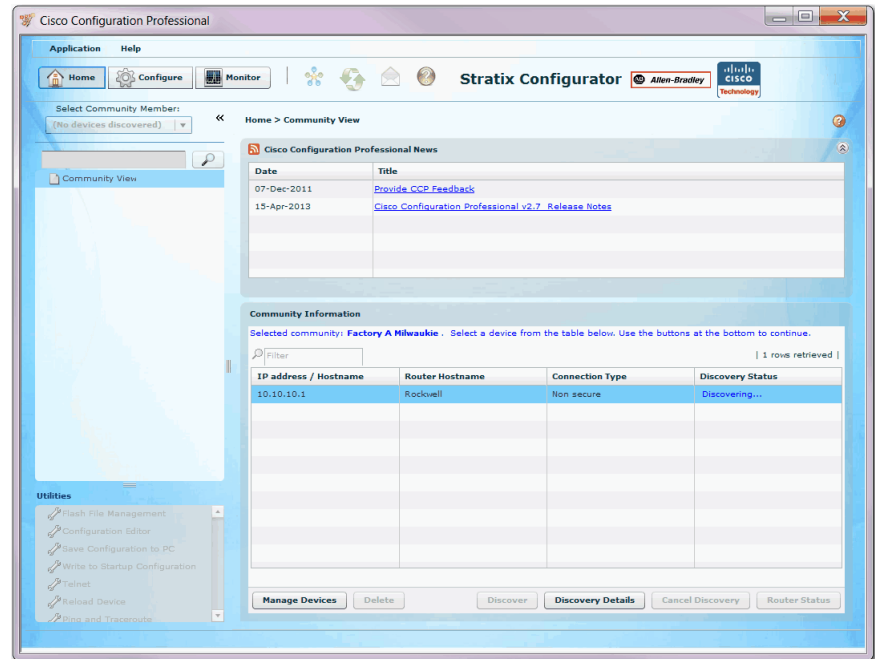 Cisco Configuration Professional
Application Help
Home Configure Monitor
Stratix Configurator
AB Allen-Bradley
cisco
Technology
Select Community Member:
(No devices discovered)
Home > Community View
Community View
Cisco Configuration Professional News
Date Title
07-Dec-2011 Provide CCP Feedback
15-Apr-2013 Cisco Configuration Professional v2.7 Release Notes
Community Information
Selected community: Factory A Milwaukie . Select a device from the table below. Use the buttons at the bottom to continue.
Filter
| 1 rows retrieved |
IP address / Hostname Router Hostname Connection Type Discovery Status
10.10.10.1 Rockwell Non secure Discovering...
Utilities
Flash File Management
Configuration Editor
Save Configuration to PC
Write to Startup Configuration
Telnet
Reload Device
Ping and Traceroute
Manage Devices Delete Discover Discovery Details Cancel Discovery Router Status